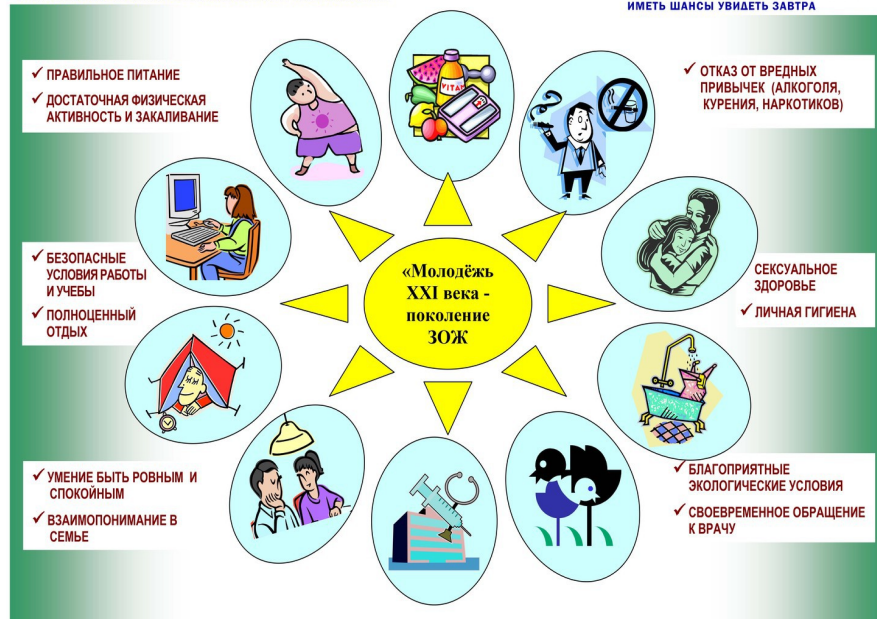 ИМЕТЬ ШАНСЫ УВИДЕТЬ ЗАВТРА
✓ ПРАВИЛЬНОЕ ПИТАНИЕ
✓ ДОСТАТОЧНАЯ ФИЗИЧЕСКАЯ
АКТИВНОСТЬ И ЗАКАЛИВАНИЕ
✓ ОТКАЗ ОТ ВРЕДНЫХ
ПРИВЫЧЕК (АЛКОГОЛЯ,
КУРЕНИЯ, НАРКОТИКОВ)
VITA
✓ БЕЗОПАСНЫЕ
УСЛОВИЯ РАБОТЫ
И УЧЕБЫ
✓ ПОЛНОЦЕННЫЙ
ОТДЫХ
«Молодёжь
XXI века -
поколение
ЗОЖ
СЕКСУАЛЬНОЕ
ЗДОРОВЬЕ
✓ ЛИЧНАЯ ГИГИЕНА
✓ УМЕНИЕ БЫТЬ РОВНЫМ И
СПОКОЙНЫМ
✓ ВЗАИМОПОНИМАНИЕ В
СЕМЬЕ
✓ БЛАГОПРИЯТНЫЕ
ЭКОЛОГИЧЕСКИЕ УСЛОВИЯ
✓ СВОЕВРЕМЕННОЕ ОБРАЩЕНИЕ
К ВРАЧУ